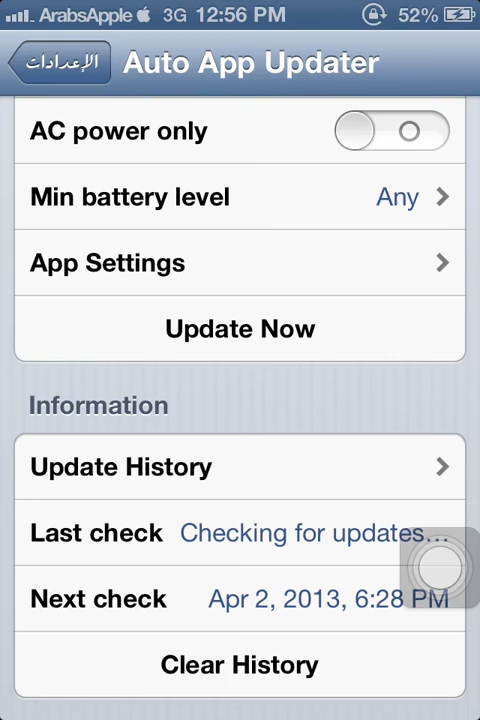 ArabsApple 3G 12:56 PM 52%
الإعدادات Auto App Updater
AC power only
Min battery level Any
App Settings
Update Now
Information
Update History
Last check Checking for updates...
Next check Apr 2, 2013, 6:28 PM
Clear History